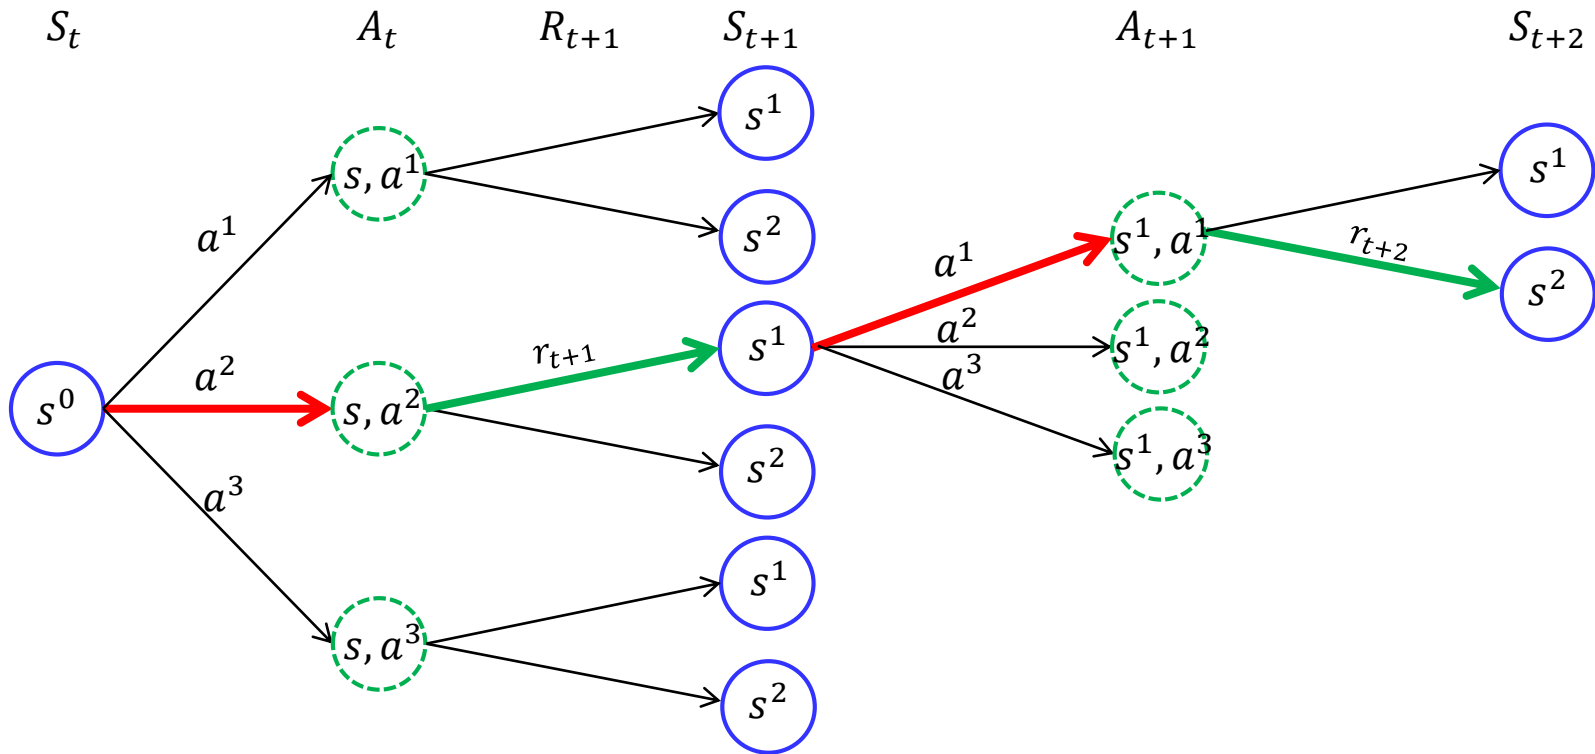 S_t A_t R_{t+1} S_{t+1} A_{t+1} S_{t+2}
s^1
s^1
s, a^1
a^1
s^2
s^1, a^1
r_{t+2}
a^1
s^2
r_{t+1}
s^1
a^2
s^1, a^2
a^2
a^3
s^0
s, a^2
s^1, a^3
s^2
a^3
s^1
s, a^3
s^2